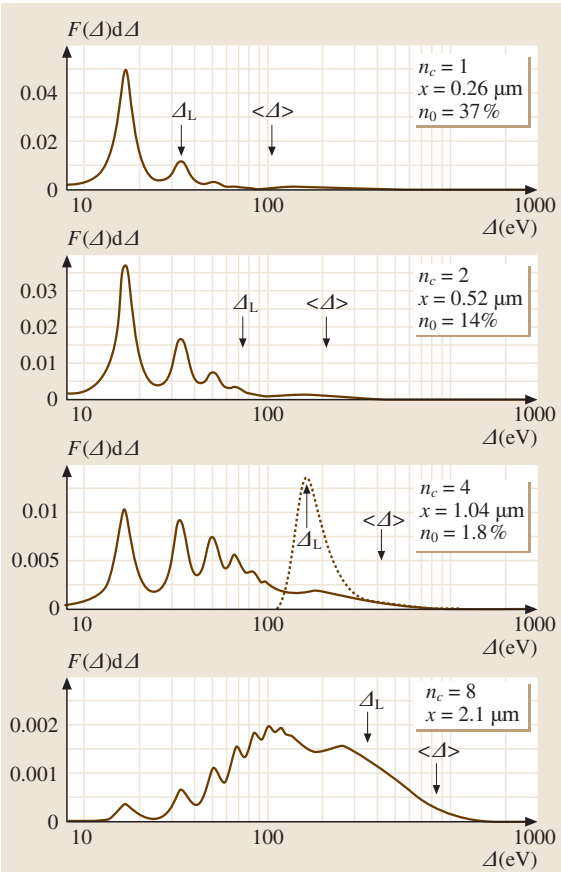 F(Δ)dΔ
n_c = 1
x = 0.26 µm
n_0 = 37%
0.04
Δ_L <Δ>
0.02
0
10 100 1000
Δ(eV)
F(Δ)dΔ
n_c = 2
x = 0.52 µm
n_0 = 14%
0.03
Δ_L <Δ>
0.02
0.01
0
10 100 1000
Δ(eV)
F(Δ)dΔ
n_c = 4
x = 1.04 µm
n_0 = 1.8%
0.01
<Δ>
Δ_L
0.005
0
10 100 1000
Δ(eV)
F(Δ)dΔ
n_c = 8
x = 2.1 µm
Δ_L
0.002
<Δ>
0.001
0
10 100 1000
Δ(eV)